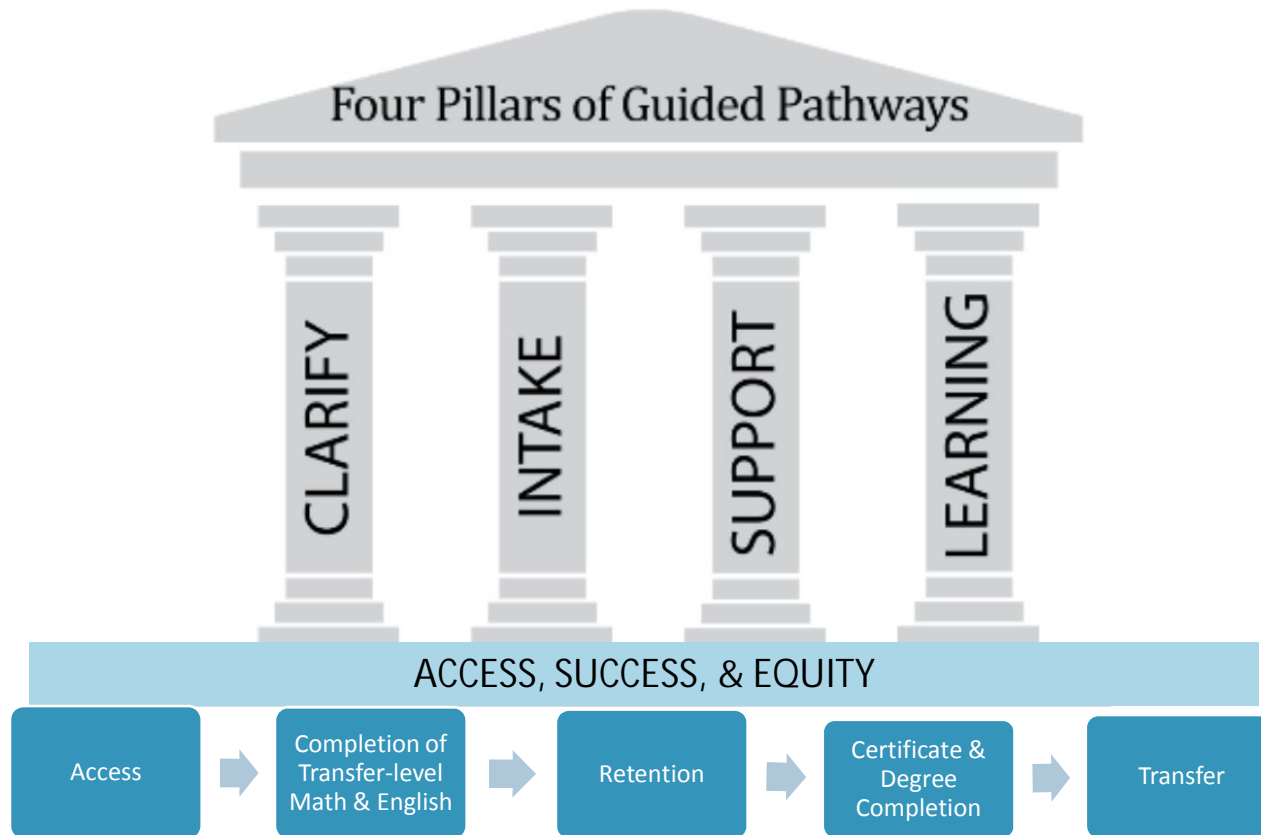 Four Pillars of Guided Pathways
CLARIFY
INTAKE
SUPPORT
LEARNING
ACCESS, SUCCESS, & EQUITY
Access
Completion of
Transfer-level
Math & English
Retention
Certificate &
Degree
Completion
Transfer